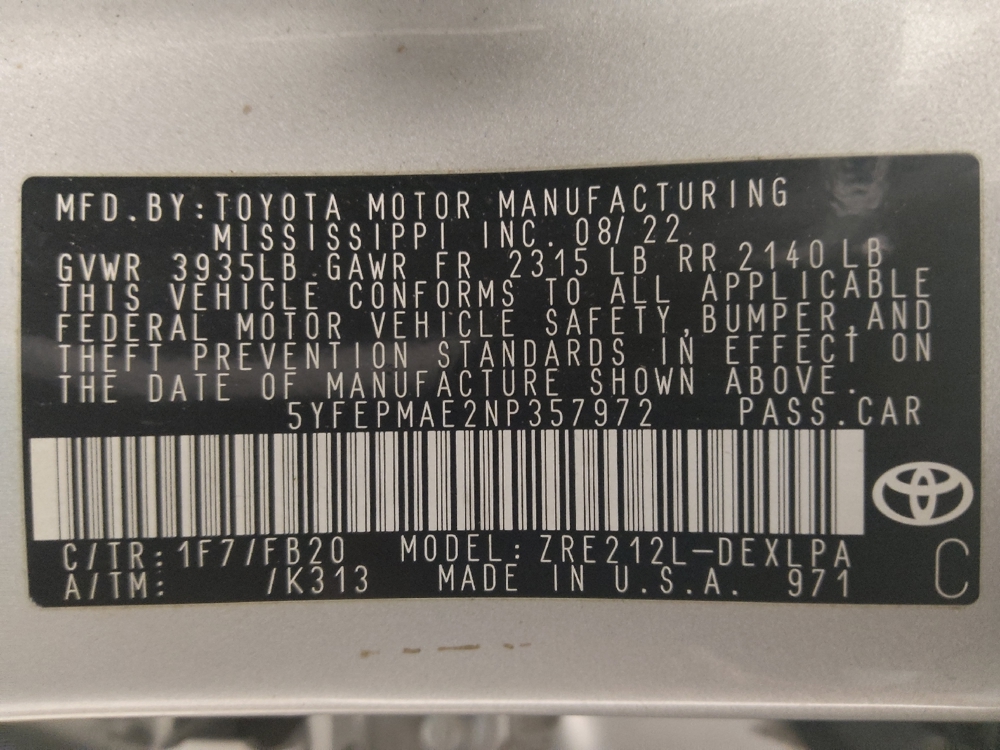 MFD.BY:TOYOTA MOTOR MANUFACTURING
MISSISSIPPI INC. 08/22
GVWR 3935LB GAWR FR 2315 LB RR 2140 LB
THIS VEHICLE CONFORMS TO ALL APPLICABLE
FEDERAL MOTOR VEHICLE SAFETY,BUMPER,AND
THEFT PREVENTION STANDARDS IN EFFECT ON
THE DATE OF MANUFACTURE SHOWN ABOVE.
5YFEPMAE2NP357972 PASS.CAR
C/TR:1F7/FB20 MODEL:ZRE212L-DEXLPA
A/TM: /K313 MADE IN U.S.A. 971
C